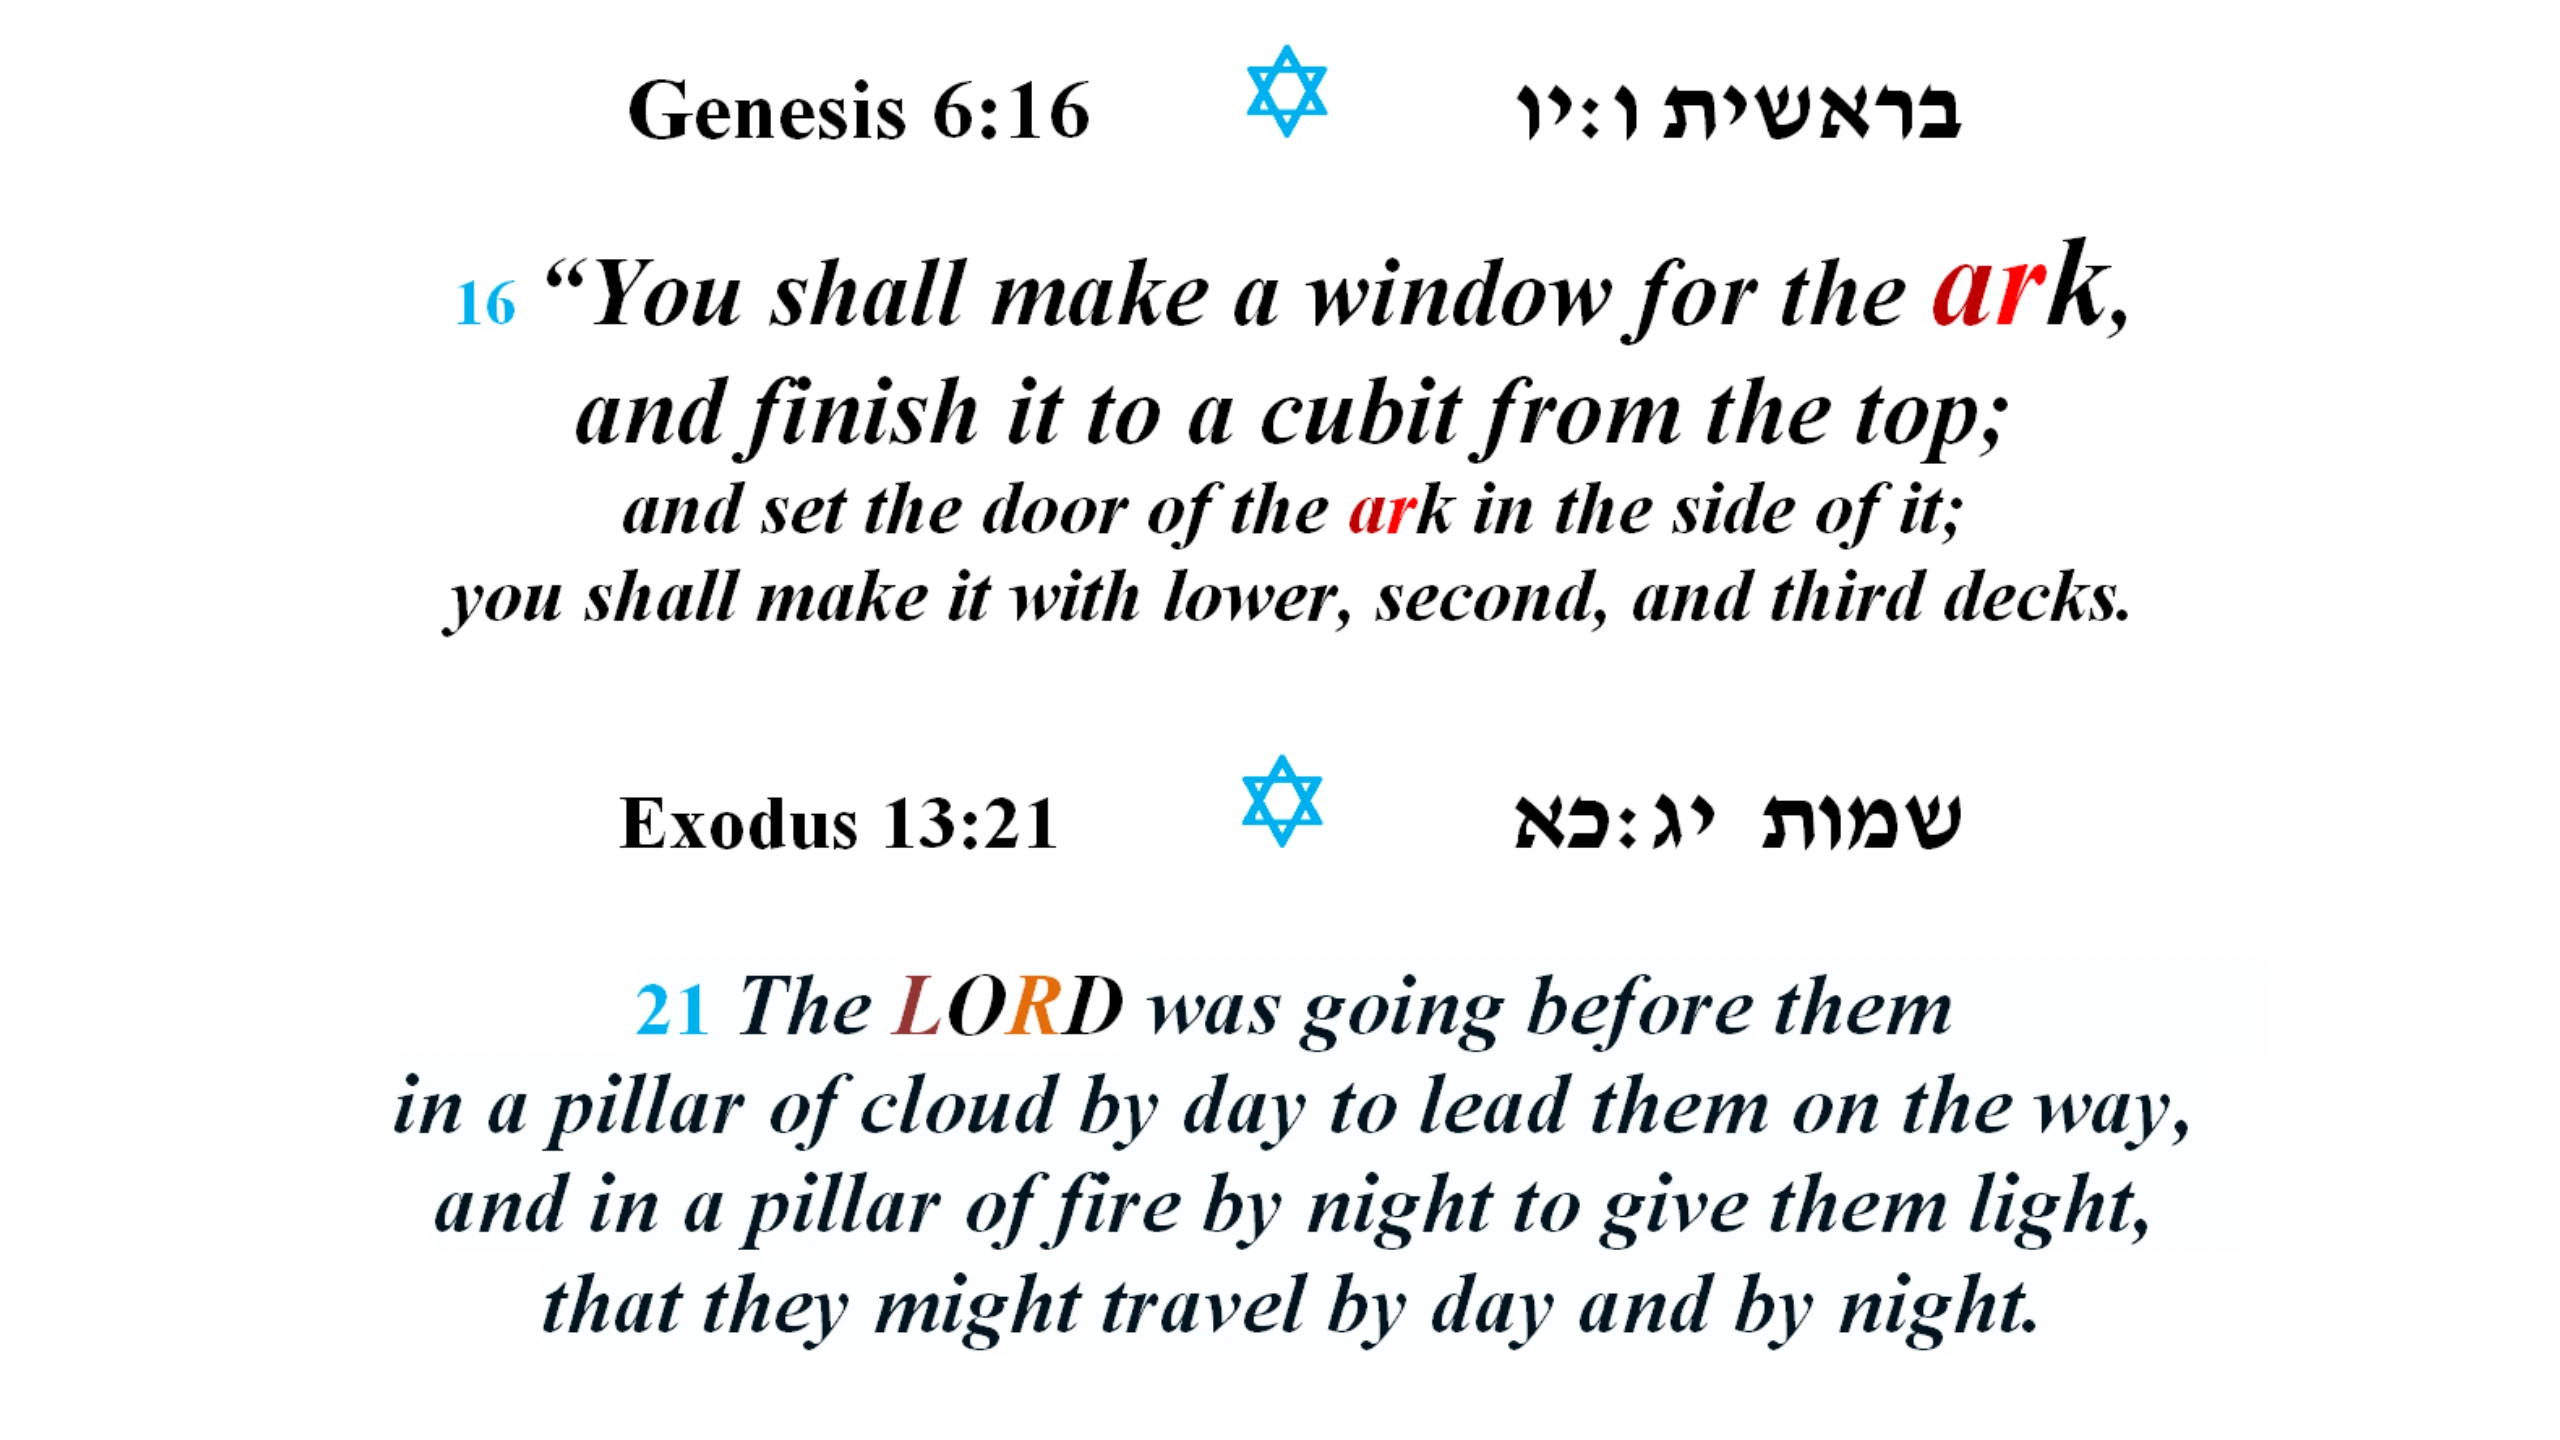 Genesis 6:16 ✡ בראשית ו:יו
16 “You shall make a window for the ark,
and finish it to a cubit from the top;
and set the door of the ark in the side of it;
you shall make it with lower, second, and third decks.
Exodus 13:21 ✡ שמות יג:כא
21 The LORD was going before them
in a pillar of cloud by day to lead them on the way,
and in a pillar of fire by night to give them light,
that they might travel by day and by night.